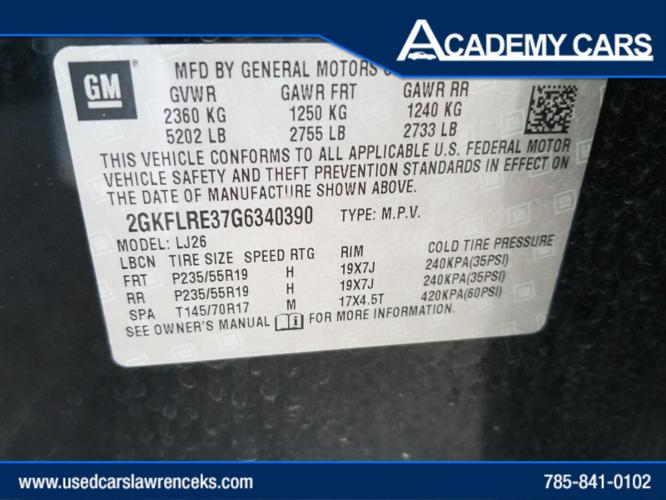 ACADEMY CARS
GM
MFD BY GENERAL MOTORS
GVWR GAWR FRT GAWR RR
2360 KG 1250 KG 1240 KG
5202 LB 2755 LB 2733 LB
THIS VEHICLE CONFORMS TO ALL APPLICABLE U.S. FEDERAL MOTOR
VEHICLE SAFETY AND THEFT PREVENTION STANDARDS IN EFFECT ON
THE DATE OF MANUFACTURE SHOWN ABOVE.
2GKFLRE37G6340390 TYPE: M.P.V.
MODEL: LJ26
LBCN TIRE SIZE SPEED RTG RIM COLD TIRE PRESSURE
FRT P235/55R19 H 19X7J 240KPA(35PSI)
RR P235/55R19 H 19X7J 240KPA(35PSI)
SPA T145/70R17 M 17X4.5T 420KPA(60PSI)
SEE OWNER'S MANUAL FOR MORE INFORMATION.
www.usedcarslawrenceks.com 785-841-0102